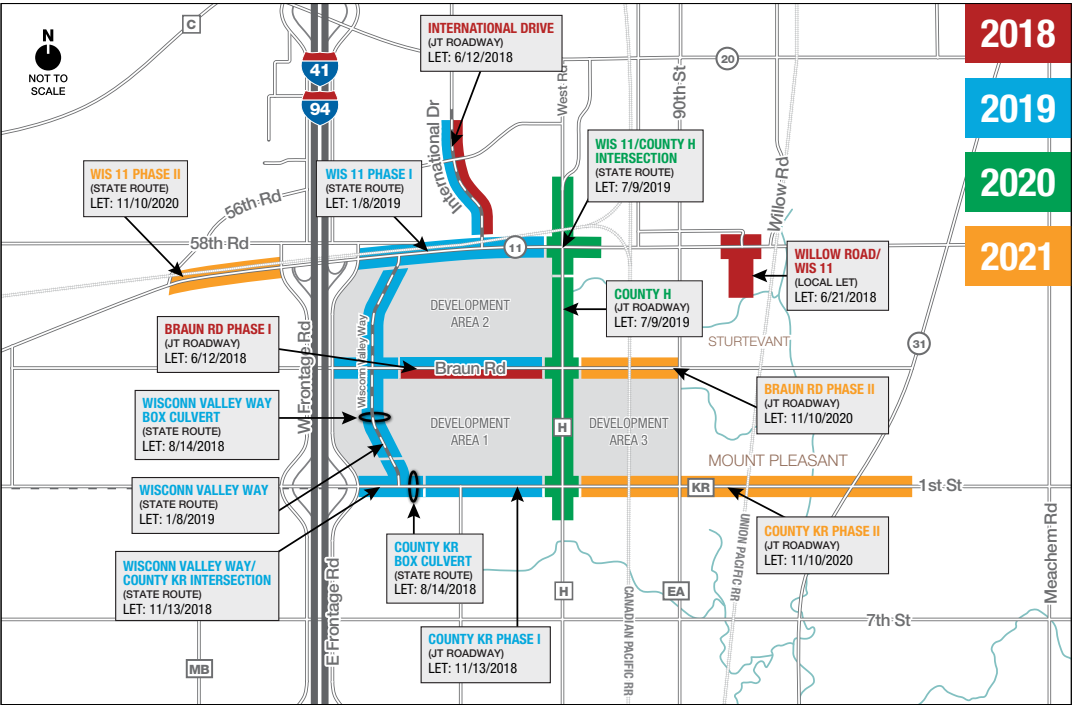 C
N
NOT TO
SCALE
41
94
INTERNATIONAL DRIVE
(JT ROADWAY)
LET: 6/12/2018
West Rd
90th St
20
2018
2019
2020
2021
International Dr
WIS 11/COUNTY H
INTERSECTION
(STATE ROUTE)
LET: 7/9/2019
Willow Rd
WIS 11 PHASE II
(STATE ROUTE)
LET: 11/10/2020
56th Rd
58th Rd
WIS 11 PHASE I
(STATE ROUTE)
LET: 1/8/2019
11
WILLOW ROAD/
WIS 11
(LOCAL LET)
LET: 6/21/2018
DEVELOPMENT
AREA 2
COUNTY H
(JT ROADWAY)
LET: 7/9/2019
BRAUN RD PHASE I
(JT ROADWAY)
LET: 6/12/2018
W Frontage Rd
Wisconn Valley Way
STURTEVANT
31
Braun Rd
BRAUN RD PHASE II
(JT ROADWAY)
LET: 11/10/2020
WISCONN VALLEY WAY
BOX CULVERT
(STATE ROUTE)
LET: 8/14/2018
DEVELOPMENT
AREA 1
H
DEVELOPMENT
AREA 3
MOUNT PLEASANT
WISCONN VALLEY WAY
(STATE ROUTE)
LET: 1/8/2019
KR
1st St
WISCONN VALLEY WAY/
COUNTY KR INTERSECTION
(STATE ROUTE)
LET: 11/13/2018
COUNTY KR
BOX CULVERT
(STATE ROUTE)
LET: 8/14/2018
COUNTY KR PHASE II
(JT ROADWAY)
LET: 11/10/2020
UNION PACIFIC RR
Meachem Rd
E Frontage Rd
H
EA
CANADIAN PACIFIC RR
7th St
COUNTY KR PHASE I
(JT ROADWAY)
LET: 11/13/2018
MB